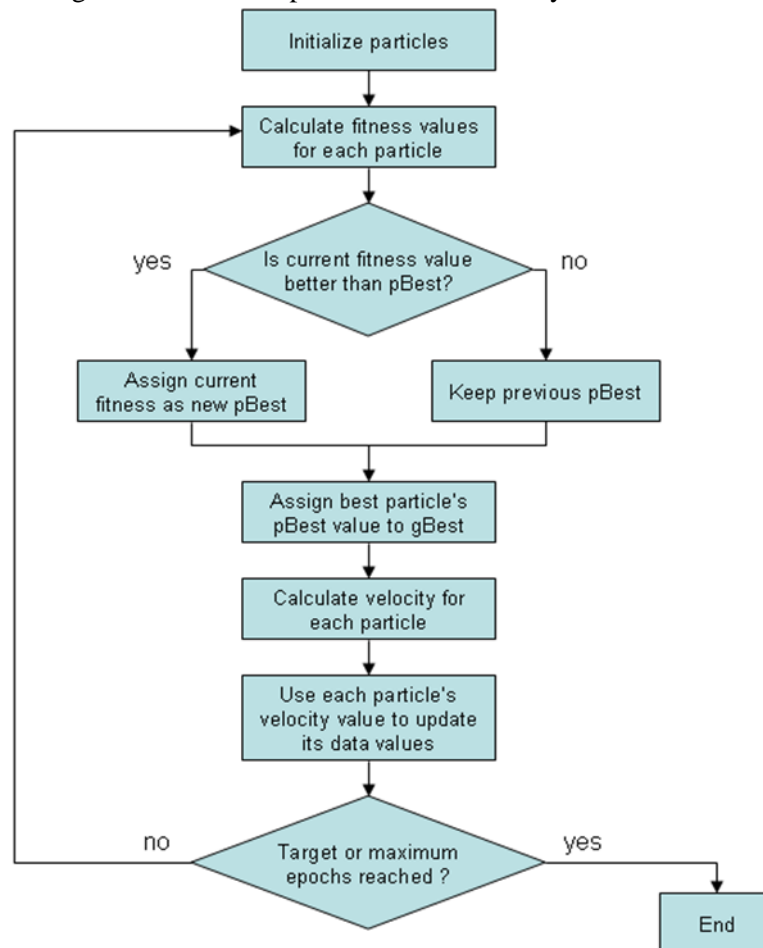 Initialize particles
Calculate fitness values
for each particle
Is current fitness value
better than pBest?
yes
no
Assign current
fitness as new pBest
Keep previous pBest
Assign best particle's
pBest value to gBest
Calculate velocity for
each particle
Use each particle's
velocity value to update
its data values
Target or maximum
epochs reached ?
no
yes
End